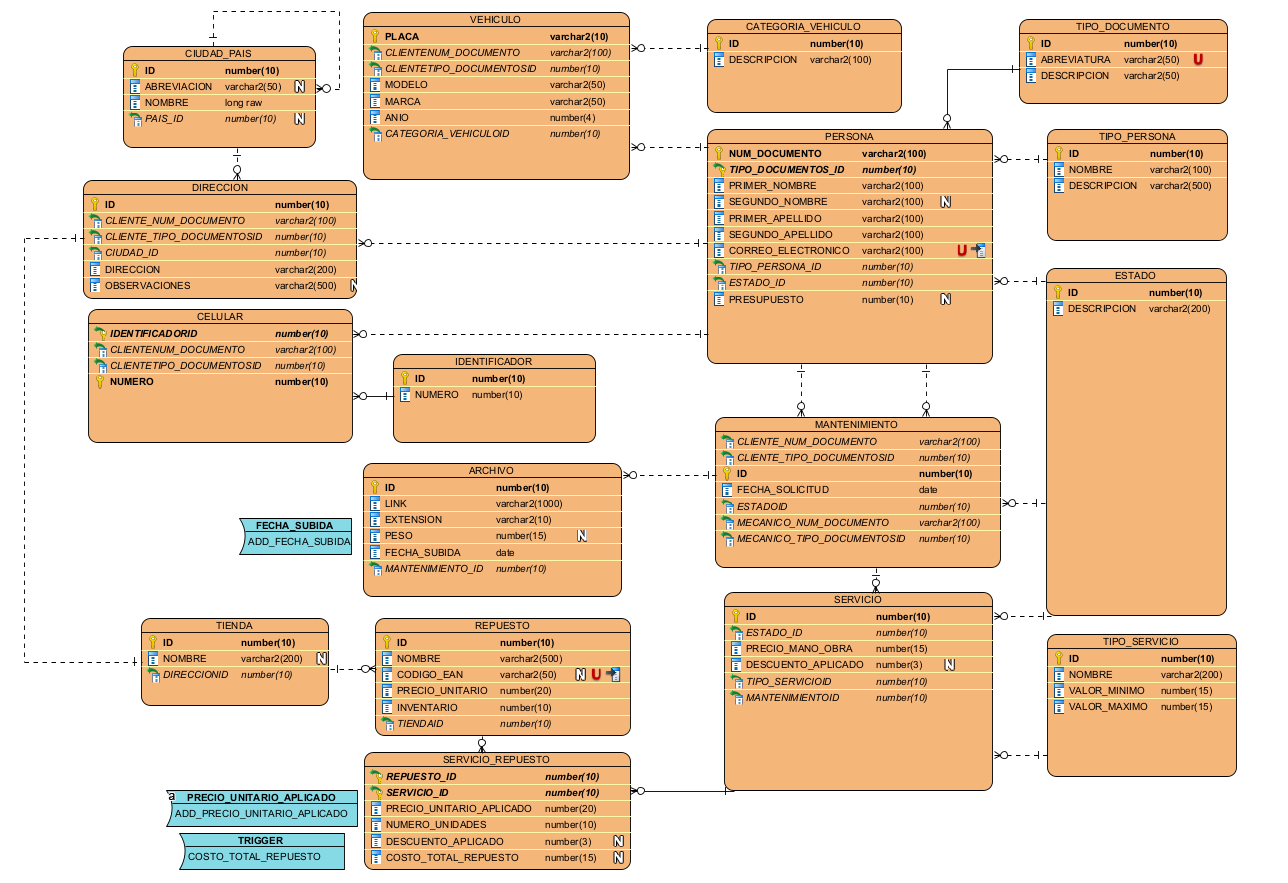 CIUDAD_PAIS
ID number(10)
ABREVIACION varchar2(50) N
NOMBRE long raw
PAIS_ID number(10) N
VEHICULO
PLACA varchar2(10)
CLIENTENUM_DOCUMENTO varchar2(100)
CLIENTETIPO_DOCUMENTOSID number(10)
MODELO varchar2(50)
MARCA varchar2(50)
ANIO number(4)
CATEGORIA_VEHICULOID number(10)
CATEGORIA_VEHICULO
ID number(10)
DESCRIPCION varchar2(100)
TIPO_DOCUMENTO
ID number(10)
ABREVIATURA varchar2(50) U
DESCRIPCION varchar2(50)
DIRECCION
ID number(10)
CLIENTE_NUM_DOCUMENTO varchar2(100)
CLIENTE_TIPO_DOCUMENTOSID number(10)
CIUDAD_ID number(10)
DIRECCION varchar2(200)
OBSERVACIONES varchar2(500) N
PERSONA
NUM_DOCUMENTO varchar2(100)
TIPO_DOCUMENTOS_ID number(10)
PRIMER_NOMBRE varchar2(100)
SEGUNDO_NOMBRE varchar2(100) N
PRIMER_APELLIDO varchar2(100)
SEGUNDO_APELLIDO varchar2(100)
CORREO_ELECTRONICO varchar2(100) U
TIPO_PERSONA_ID number(10)
ESTADO_ID number(10)
PRESUPUESTO number(10) N
TIPO_PERSONA
ID number(10)
NOMBRE varchar2(100)
DESCRIPCION varchar2(500)
ESTADO
ID number(10)
DESCRIPCION varchar2(200)
CELULAR
IDENTIFICADORID number(10)
CLIENTENUM_DOCUMENTO varchar2(100)
CLIENTETIPO_DOCUMENTOSID number(10)
NUMERO number(10)
IDENTIFICADOR
ID number(10)
NUMERO number(10)
MANTENIMIENTO
CLIENTE_NUM_DOCUMENTO varchar2(100)
CLIENTE_TIPO_DOCUMENTOSID number(10)
ID number(10)
FECHA_SOLICITUD date
ESTADOID number(10)
MECANICO_NUM_DOCUMENTO varchar2(100)
MECANICO_TIPO_DOCUMENTOSID number(10)
ARCHIVO
ID number(10)
LINK varchar2(1000)
EXTENSION varchar2(10)
PESO number(15) N
FECHA_SUBIDA date
MANTENIMIENTO_ID number(10)
FECHA_SUBIDA
ADD_FECHA_SUBIDA
SERVICIO
ID number(10)
ESTADO_ID number(10)
PRECIO_MANO_OBRA number(15)
DESCUENTO_APLICADO number(3) N
TIPO_SERVICIOID number(10)
MANTENIMIENTOID number(10)
TIENDA
ID number(10)
NOMBRE varchar2(200) N
DIRECCIONID number(10)
REPUESTO
ID number(10)
NOMBRE varchar2(500)
CODIGO_EAN varchar2(50) N U
PRECIO_UNITARIO number(20)
INVENTARIO number(10)
TIENDAID number(10)
TIPO_SERVICIO
ID number(10)
NOMBRE varchar2(200)
VALOR_MINIMO number(15)
VALOR_MAXIMO number(15)
SERVICIO_REPUESTO
REPUESTO_ID number(10)
SERVICIO_ID number(10)
PRECIO_UNITARIO_APLICADO number(20)
NUMERO_UNIDADES number(10)
DESCUENTO_APLICADO number(3) N
COSTO_TOTAL_REPUESTO number(15) N
a PRECIO_UNITARIO_APLICADO
ADD_PRECIO_UNITARIO_APLICADO
TRIGGER
COSTO_TOTAL_REPUESTO